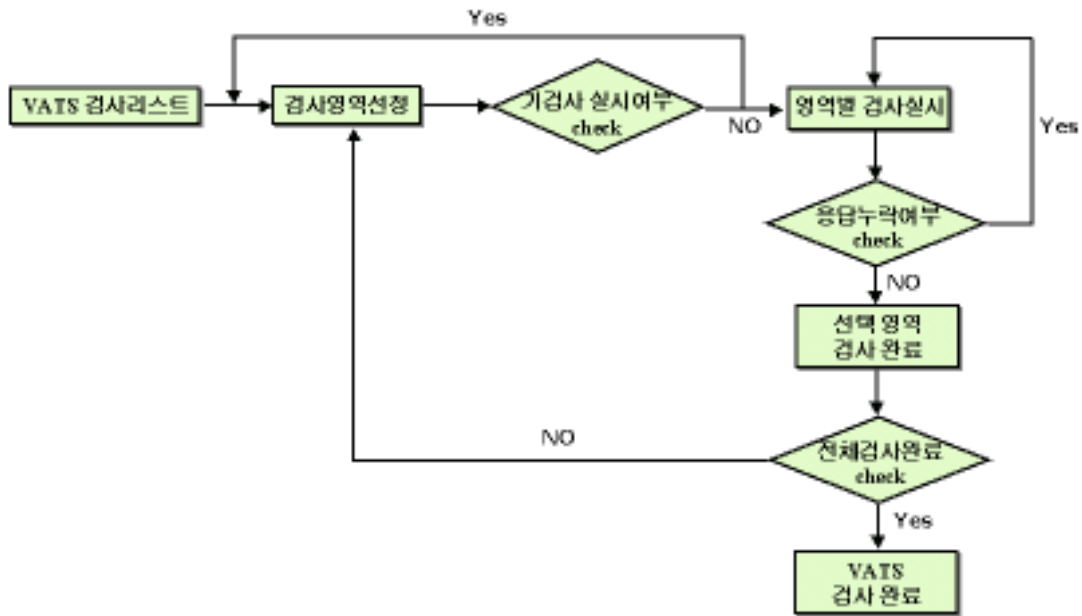 Yes
VATS 검사리스트
검사영역선정
기검사 실시여부
check
NO
영역별 검사실시
Yes
응답누락여부
check
NO
선택 영역
검사 완료
NO
전체검사완료
check
Yes
VATS
검사 완료